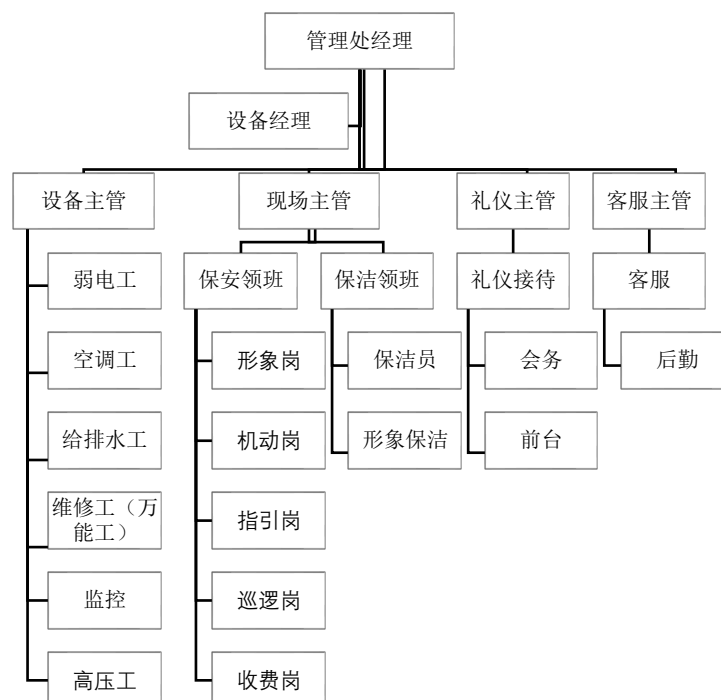 管理处经理
设备经理
设备主管
现场主管
礼仪主管
客服主管
弱电工
保安领班
保洁领班
礼仪接待
客服
空调工
形象岗
保洁员
会务
后勤
给排水工
机动岗
形象保洁
前台
维修工（万
能工）
指引岗
监控
巡逻岗
高压工
收费岗